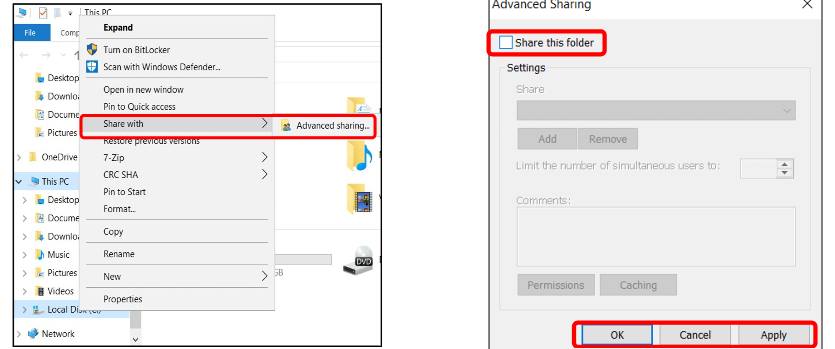 This PC
File
Comp
Expand
Turn on BitLocker
Scan with Windows Defender...
Open in new window
Pin to Quick access
Share with
Advanced sharing...
Restore previous versions
7-Zip
CRC SHA
Pin to Start
Format...
Copy
Rename
New
Properties
Desktop
Downloa
Docume
Pictures
OneDrive
This PC
Desktop
Docume
Downloa
Music
Pictures
Videos
Local Disk (C:)
Network
GB
DVD
Advanced Sharing
Share this folder
Settings
Share
Add Remove
Limit the number of simultaneous users to:
Comments:
Permissions Caching
OK Cancel Apply